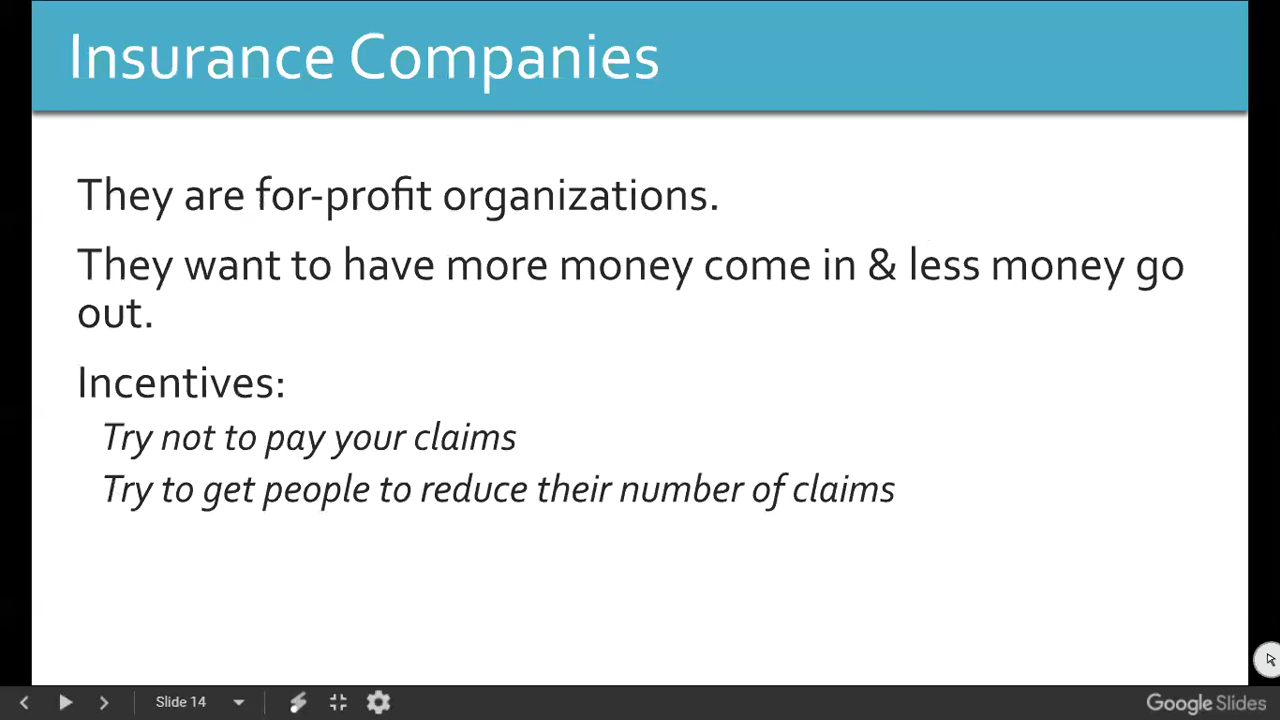 Insurance Companies
They are for-profit organizations.
They want to have more money come in & less money go
out.
Incentives:
Try not to pay your claims
Try to get people to reduce their number of claims
Slide 14
Google Slides